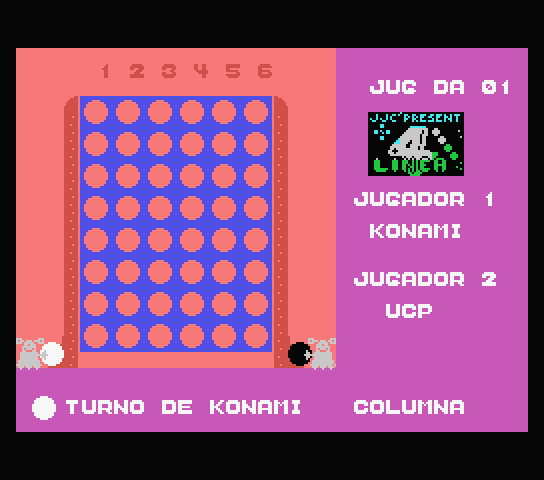 1 2 3 4 5 6
JUG DA 01
JJC PRESENT
4
LINEA
JUGADOR 1
KONAMI
JUGADOR 2
UCP
TURNO DE KONAMI
COLUMNA